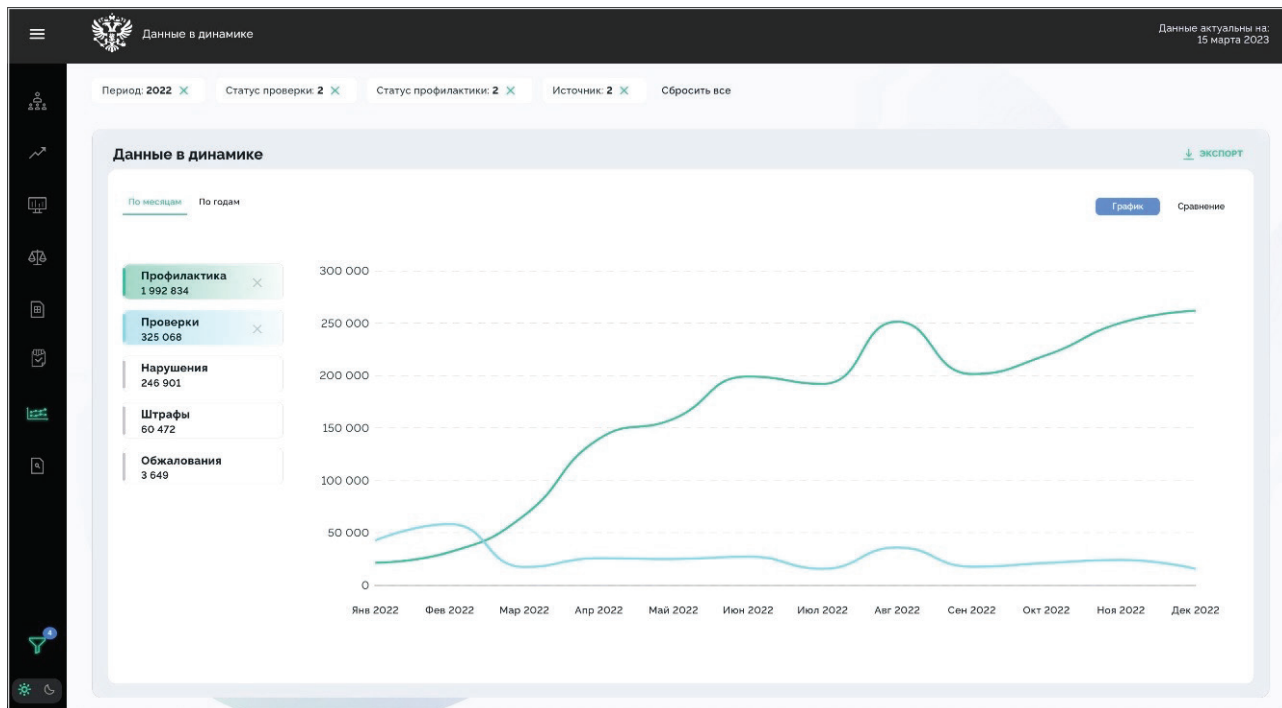 Данные в динамике
Данные актуальны на:
15 марта 2023
Период: 2022 Статус проверки: 2 Статус профилактики: 2 Источник: 2 Сбросить все
Данные в динамике
ЭКСПОРТ
По месяцам По годам
График Сравнение
Профилактика
1 992 834
Проверки
325 068
Нарушения
246 901
Штрафы
60 472
Обжалования
3 649
300 000
250 000
200 000
150 000
100 000
50 000
0
Янв 2022 Фев 2022 Мар 2022 Апр 2022 Май 2022 Июн 2022 Июл 2022 Авг 2022 Сен 2022 Окт 2022 Ноя 2022 Дек 2022
4